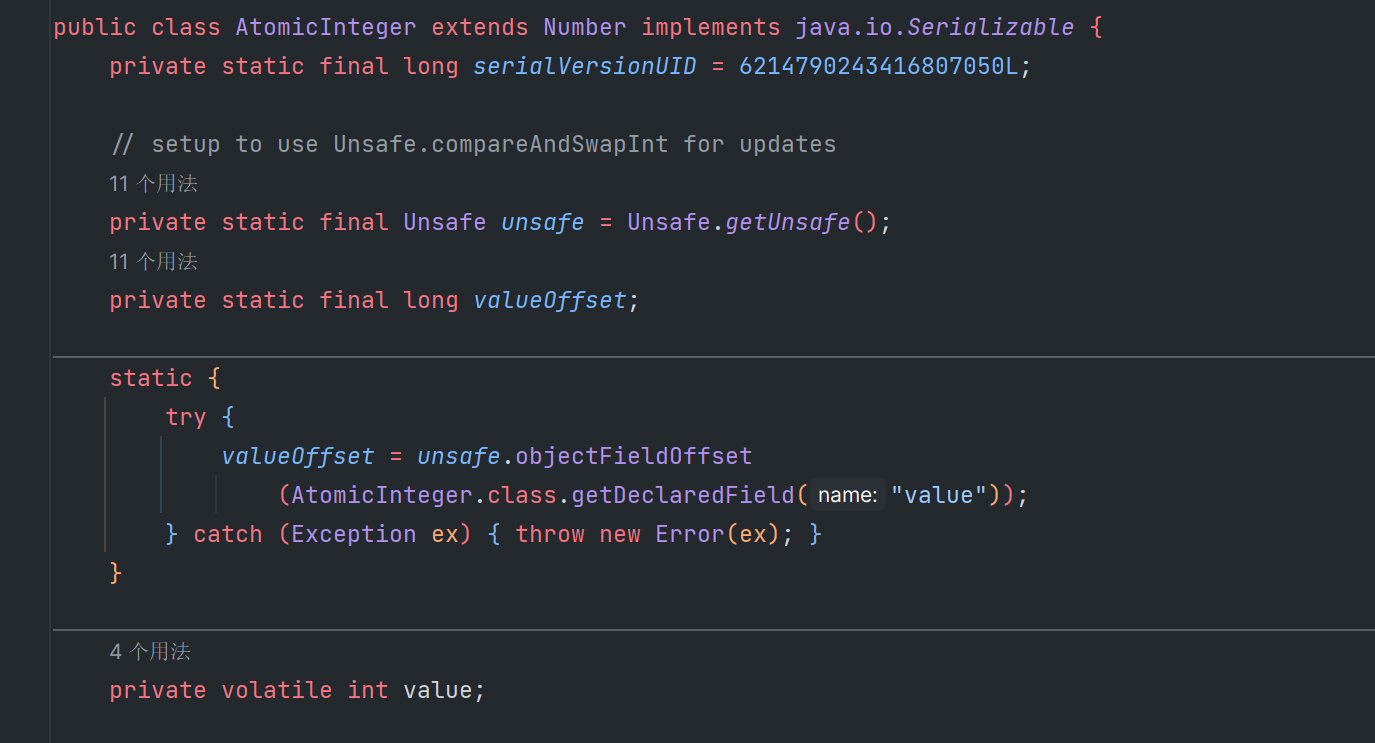 public class AtomicInteger extends Number implements java.io.Serializable {
private static final long serialVersionUID = 6214790243416807050L;
// setup to use Unsafe.compareAndSwapInt for updates
11 个用法
private static final Unsafe unsafe = Unsafe.getUnsafe();
11 个用法
private static final long valueOffset;
static {
try {
valueOffset = unsafe.objectFieldOffset
(AtomicInteger.class.getDeclaredField( name: "value"));
} catch (Exception ex) { throw new Error(ex); }
}
4 个用法
private volatile int value;